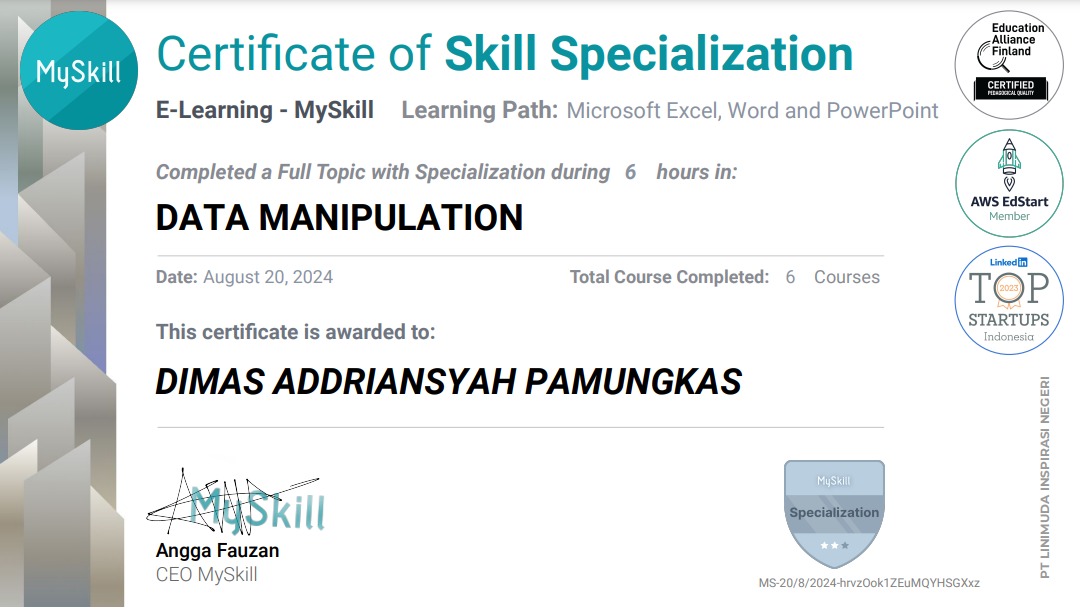 MySkill
Certificate of Skill Specialization
E-Learning - MySkill Learning Path: Microsoft Excel, Word and PowerPoint
Completed a Full Topic with Specialization during 6 hours in:
DATA MANIPULATION
Date: August 20, 2024 Total Course Completed: 6 Courses
This certificate is awarded to:
DIMAS ADDRIANSYAH PAMUNGKAS
MySkill
Angga Fauzan
CEO MySkill
MySkill
Specialization
MS-20/8/2024-hrvzOok1ZEuMQYHSGXxz
Education
Alliance
Finland
CERTIFIED
PEDAGOGICAL QUALITY
AWS EdStart
Member
Linkedin
2023
TOP
STARTUPS
Indonesia
PT LINIMUDA INSPIRASI NEGERI